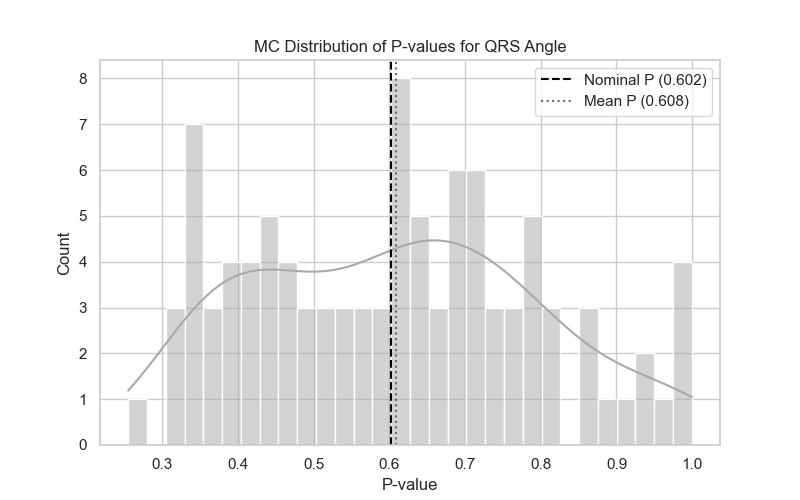 MC Distribution of P-values for QRS Angle
Nominal P (0.602)
Mean P (0.608)
Count
8
7
6
5
4
3
2
1
0
0.3 0.4 0.5 0.6 0.7 0.8 0.9 1.0
P-value